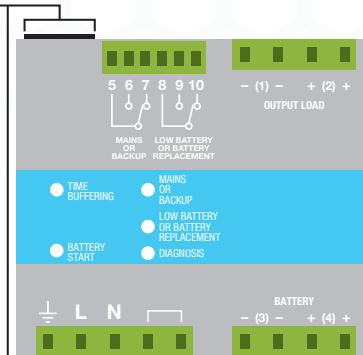 5 6 7 8 9 10
MAINS
OR
BACKUP
LOW BATTERY
OR BATTERY
REPLACEMENT
− (1) − + (2) +
OUTPUT LOAD
TIME
BUFFERING
MAINS
OR
BACKUP
LOW BATTERY
OR BATTERY
REPLACEMENT
BATTERY
START
DIAGNOSIS
L N
BATTERY
− (3) − + (4) +